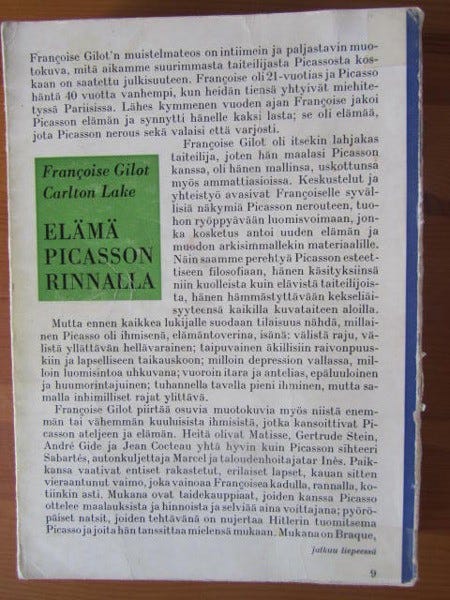 Françoise Gilot'n muistelmateos on intiimein ja paljastavin muo-
tokuva, mitä aikamme suurimmasta taiteilijasta Picassosta kos-
kaan on saatettu julkisuuteen. Françoise oli 21-vuotias ja Picasso
häntä 40 vuotta vanhempi, kun heidän tiensä yhtyivät miehite-
tyssä Pariisissa. Lähes kymmenen vuoden ajan Françoise jakoi
Picasson elämän ja synnytti hänelle kaksi lasta; se oli elämää,
jota Picasson nerous sekä valaisi että varjosti.
Françoise Gilot oli itsekin lahjakas
taiteilija, joten hän maalasi Picasson
kanssa, oli hänen mallinsa, uskottunsa
myös ammattiasioissa. Keskustelut ja
yhteistyö avasivat Françoiselle syväl-
lisiä näkymiä Picasson nerouteen, tuo-
hon ryöppyävään luomisvoimaan, jon-
ka kosketus antoi uuden elämän ja
muodon arkisimmallekin materiaalille.
Näin saamme perehtyä Picasson esteet-
tiseen filosofiaan, hänen käsityksiinsä
niin kuolleista kuin elävistä taiteilijois-
ta, hänen hämmästyttävään kekseliäi-
syyteensä kaikilla kuvataiteen aloilla.
Françoise Gilot
Carlton Lake
ELÄMÄ
PICASSON
RINNALLA
Mutta ennen kaikkea lukijalle suodaan tilaisuus nähdä, millai-
nen Picasso oli ihmisenä, elämäntoverina, isänä: välistä raju, vä-
listä yllättävän hellävarainen; taipuvainen äkillisiin raivonpuus-
kiin ja lapselliseen taikauskoon; milloin depression vallassa, mil-
loin luomisintoa uhkuvana; vuoroin itara ja antelias, epäluuloinen
ja huumorintajuinen; tuhannella tavalla pieni ihminen, mutta sa-
malla inhimilliset rajat ylittävä.
Françoise Gilot piirtää osuvia muotokuvia myös niistä enem-
män tai vähemmän kuuluisista ihmisistä, jotka kansoittivat Pi-
casson ateljeen ja elämän. Heitä olivat Matisse, Gertrude Stein,
André Gide ja Jean Cocteau yhtä hyvin kuin Picasson sihteeri
Sabartés, autonkuljettaja Marcel ja taloudenhoitajatar Inès. Paik-
kansa vaativat entiset rakastetut, erilaiset lapset, kauan sitten
vieraantunut vaimo, joka vainoaa Françoisea kadulla, rannalla, ko-
tiinkin asti. Mukana ovat taidekauppiaat, joiden kanssa Picasso
ottelee maalauksista ja hinnoista ja selviää aina voittajana; pyörö-
päiset natsit, joiden tehtävänä on nujertaa Hitlerin tuomitsema
Picasso ja joita hän tanssittaa mielensä mukaan. Mukana on Braque,
jatkuu liepeessä
9